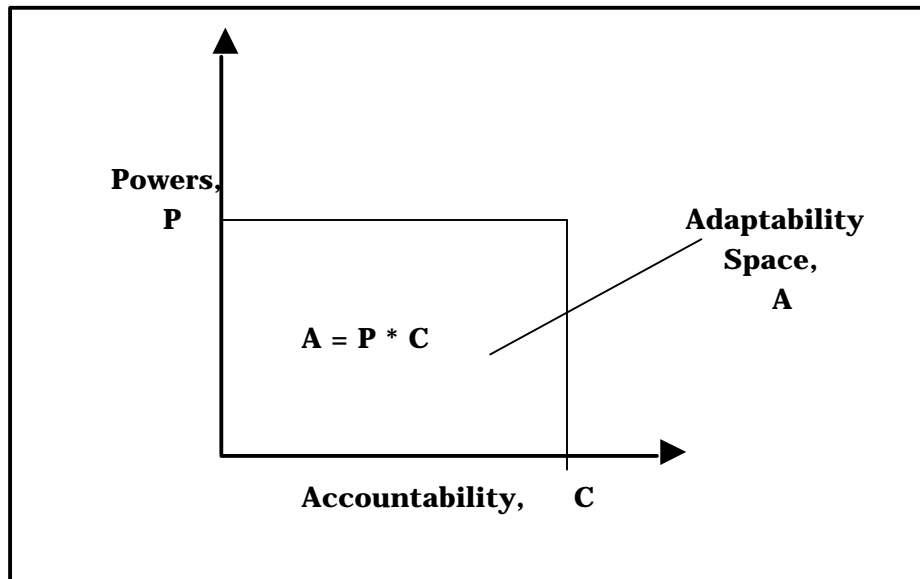 Powers,
P
Adaptability
Space,
A
A = P * C
Accountability, C